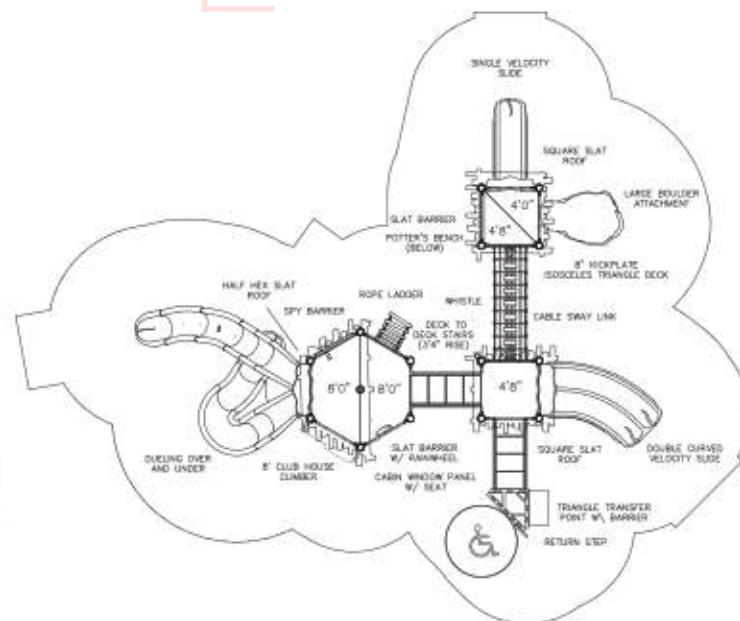 SINGLE VELOCITY
SLIDE
SQUARE SLAT
ROOF
4'0"
4'8"
LARGE BOULDER
ATTACHMENT
SLAT BARRIER
POTTER'S BENCH
(BELOW)
8" KICKPLATE
ISOSCELES TRIANGLE DECK
HALF HEX SLAT
ROOF
SPY BARRIER
ROPE LADDER
WHISTLE
CABLE SWAY LINK
DECK TO
DECK STAIRS
(3'4" RISE)
8'0"
8'0"
4'8"
DUELING OVER
AND UNDER
8' CLUB HOUSE
CLIMBER
SLAT BARRIER
W/ RAINWHEEL
CABIN WINDOW PANEL
W/ SEAT
SQUARE SLAT
ROOF
DOUBLE CURVED
VELOCITY SLIDE
TRIANGLE TRANSFER
POINT W\ BARRIER
RETURN STEP